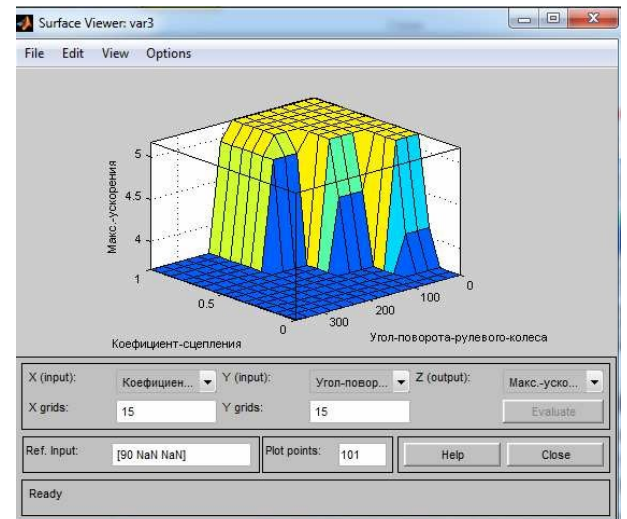 Surface Viewer: var3
File Edit View Options
5
4.5
4
Макс.-ускорения
1
0.5
0
Коефициент-сцепления
300
200
100
0
Угол-поворота-рулевого-колеса
X (input): Коефициен... Y (input): Угол-повор... Z (output): Макс.-уско...
X grids: 15 Y grids: 15 Evaluate
Ref. Input: [90 NaN NaN] Plot points: 101 Help Close
Ready